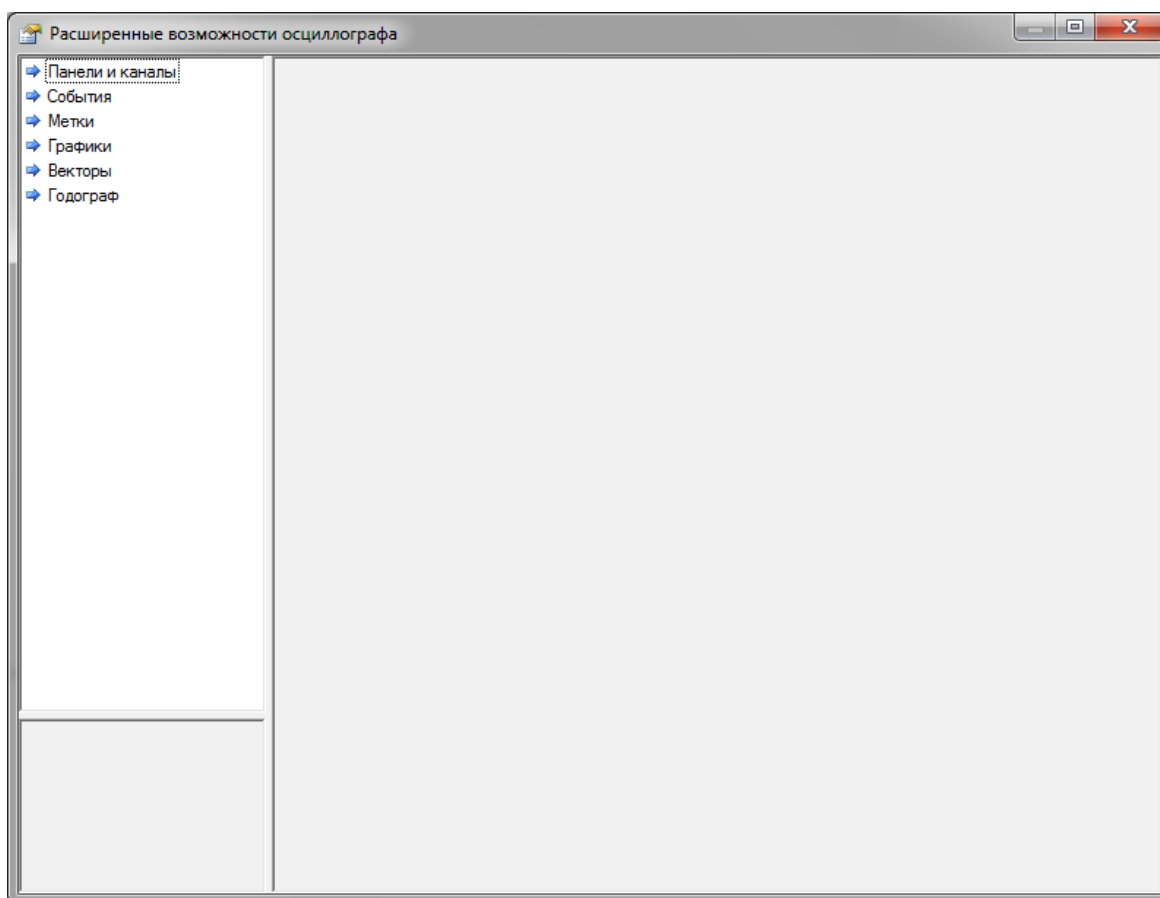 Расширенные возможности осциллографа
Панели и каналы
События
Метки
Графики
Векторы
Годограф